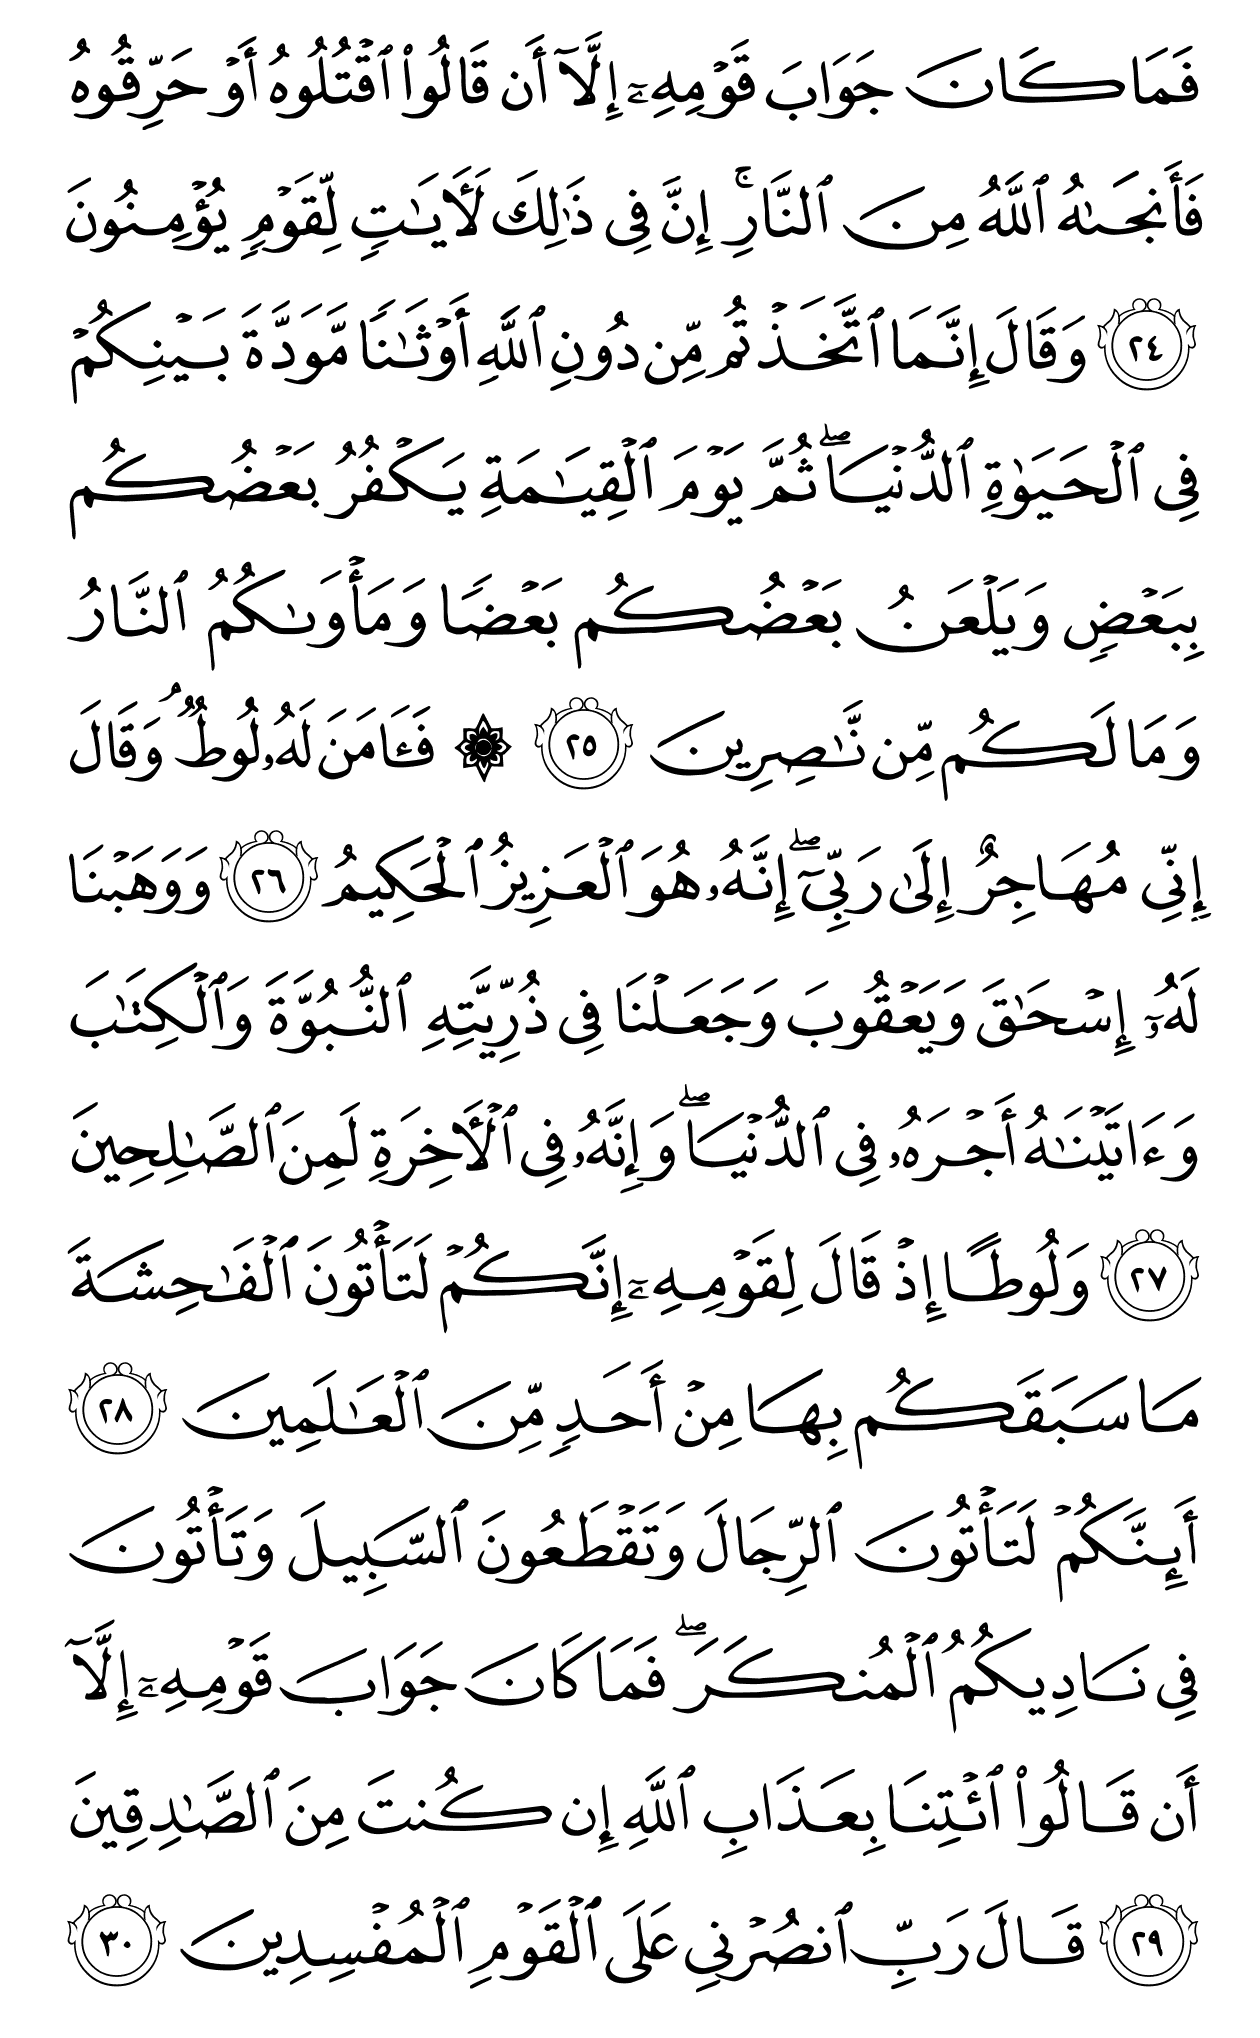 فَمَا كَانَ جَوَابَ قَوْمِهِۦٓ إِلَّآ أَن قَالُوا۟ ٱقْتُلُوهُ أَوْ حَرِّقُوهُ
فَأَنجَىٰهُ ٱللَّهُ مِنَ ٱلنَّارِ ۚ إِنَّ فِى ذَٰلِكَ لَـَٔايَـٰتٍ لِّقَوْمٍ يُؤْمِنُونَ
٢٤ وَقَالَ إِنَّمَا ٱتَّخَذْتُم مِّن دُونِ ٱللَّهِ أَوْثَـٰنًا مَّوَدَّةَ بَيْنِكُمْ
فِى ٱلْحَيَوٰةِ ٱلدُّنْيَا ۖ ثُمَّ يَوْمَ ٱلْقِيَـٰمَةِ يَكْفُرُ بَعْضُكُم
بِبَعْضٍ وَيَلْعَنُ بَعْضُكُم بَعْضًا وَمَأْوَىٰكُمُ ٱلنَّارُ
وَمَا لَكُم مِّن نَّـٰصِرِينَ ٢٥ ۞ فَـَٔامَنَ لَهُۥ لُوطٌ ۘ وَقَالَ
إِنِّى مُهَاجِرٌ إِلَىٰ رَبِّىٓ ۖ إِنَّهُۥ هُوَ ٱلْعَزِيزُ ٱلْحَكِيمُ ٢٦ وَوَهَبْنَا
لَهُۥٓ إِسْحَـٰقَ وَيَعْقُوبَ وَجَعَلْنَا فِى ذُرِّيَّتِهِ ٱلنُّبُوَّةَ وَٱلْكِتَـٰبَ
وَءَاتَيْنَـٰهُ أَجْرَهُۥ فِى ٱلدُّنْيَا ۖ وَإِنَّهُۥ فِى ٱلْـَٔاخِرَةِ لَمِنَ ٱلصَّـٰلِحِينَ
٢٧ وَلُوطًا إِذْ قَالَ لِقَوْمِهِۦٓ إِنَّكُمْ لَتَأْتُونَ ٱلْفَـٰحِشَةَ
مَا سَبَقَكُم بِهَا مِنْ أَحَدٍ مِّنَ ٱلْعَـٰلَمِينَ ٢٨
أَئِنَّكُمْ لَتَأْتُونَ ٱلرِّجَالَ وَتَقْطَعُونَ ٱلسَّبِيلَ وَتَأْتُونَ
فِى نَادِيكُمُ ٱلْمُنكَرَ ۖ فَمَا كَانَ جَوَابَ قَوْمِهِۦٓ إِلَّآ
أَن قَالُوا۟ ٱئْتِنَا بِعَذَابِ ٱللَّهِ إِن كُنتَ مِنَ ٱلصَّـٰدِقِينَ
٢٩ قَالَ رَبِّ ٱنصُرْنِى عَلَى ٱلْقَوْمِ ٱلْمُفْسِدِينَ ٣٠